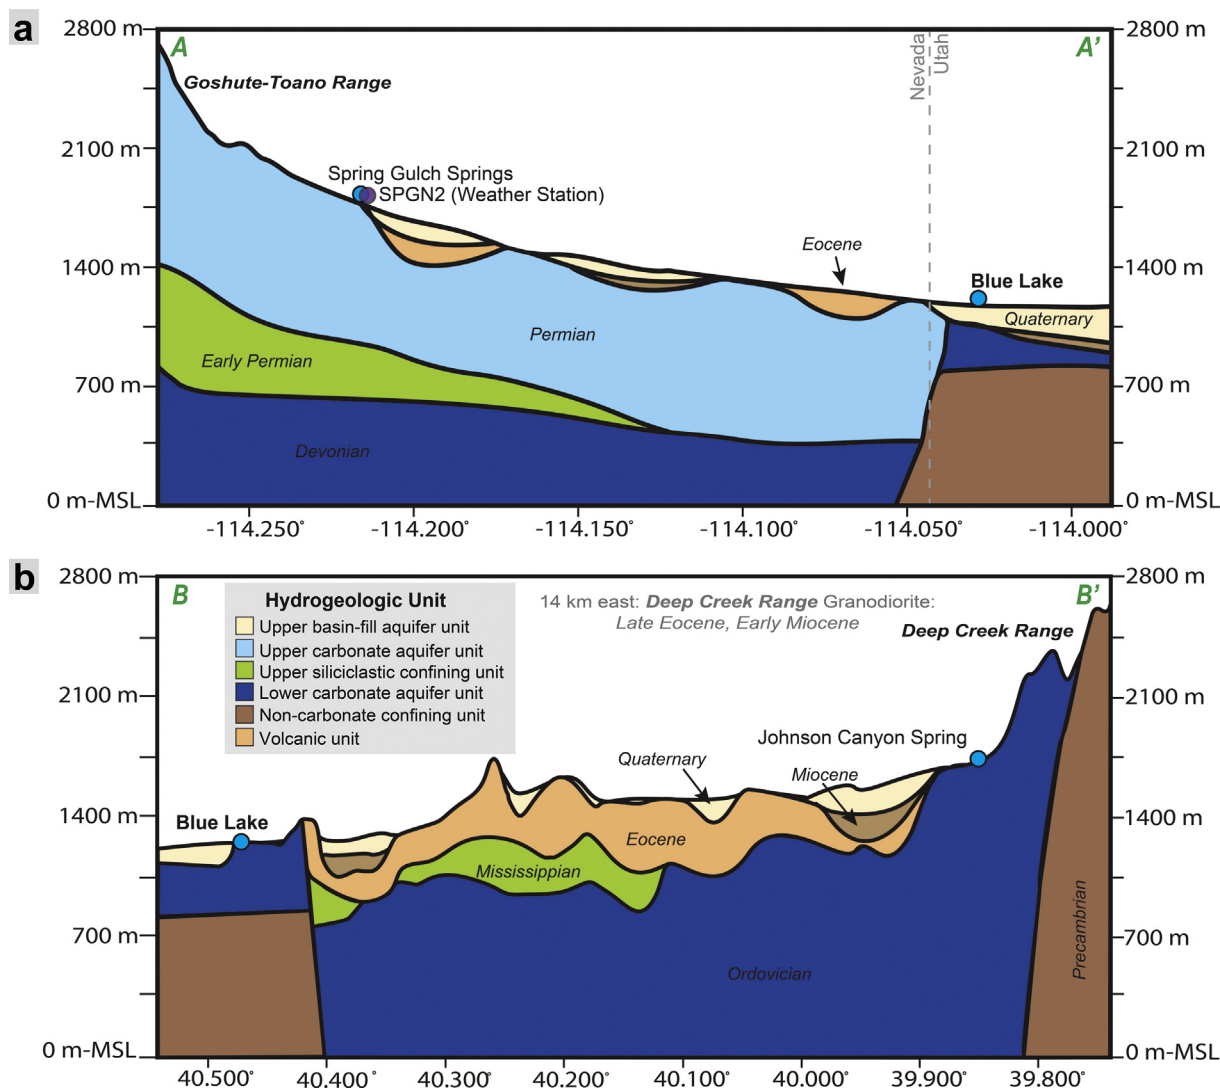 a
2800 m
2100 m
1400 m
700 m
0 m-MSL
A
Goshute-Toano Range
Spring Gulch Springs
SPGN2 (Weather Station)
Eocene
Permian
Early Permian
Devonian
Nevada
Utah
A’
Blue Lake
Quaternary
2800 m
2100 m
1400 m
700 m
0 m-MSL
-114.250°
-114.200°
-114.150°
-114.100°
-114.050°
-114.000°
b
2800 m
2100 m
1400 m
700 m
0 m-MSL
B
Hydrogeologic Unit
Upper basin-fill aquifer unit
Upper carbonate aquifer unit
Upper siliciclastic confining unit
Lower carbonate aquifer unit
Non-carbonate confining unit
Volcanic unit
14 km east: Deep Creek Range Granodiorite:
Late Eocene, Early Miocene
B’
Deep Creek Range
Johnson Canyon Spring
Quaternary
Miocene
Blue Lake
Eocene
Mississippian
Ordovician
Precambrian
2800 m
2100 m
1400 m
700 m
0 m-MSL
40.500°
40.400°
40.300°
40.200°
40.100°
40.000°
39.900°
39.800°